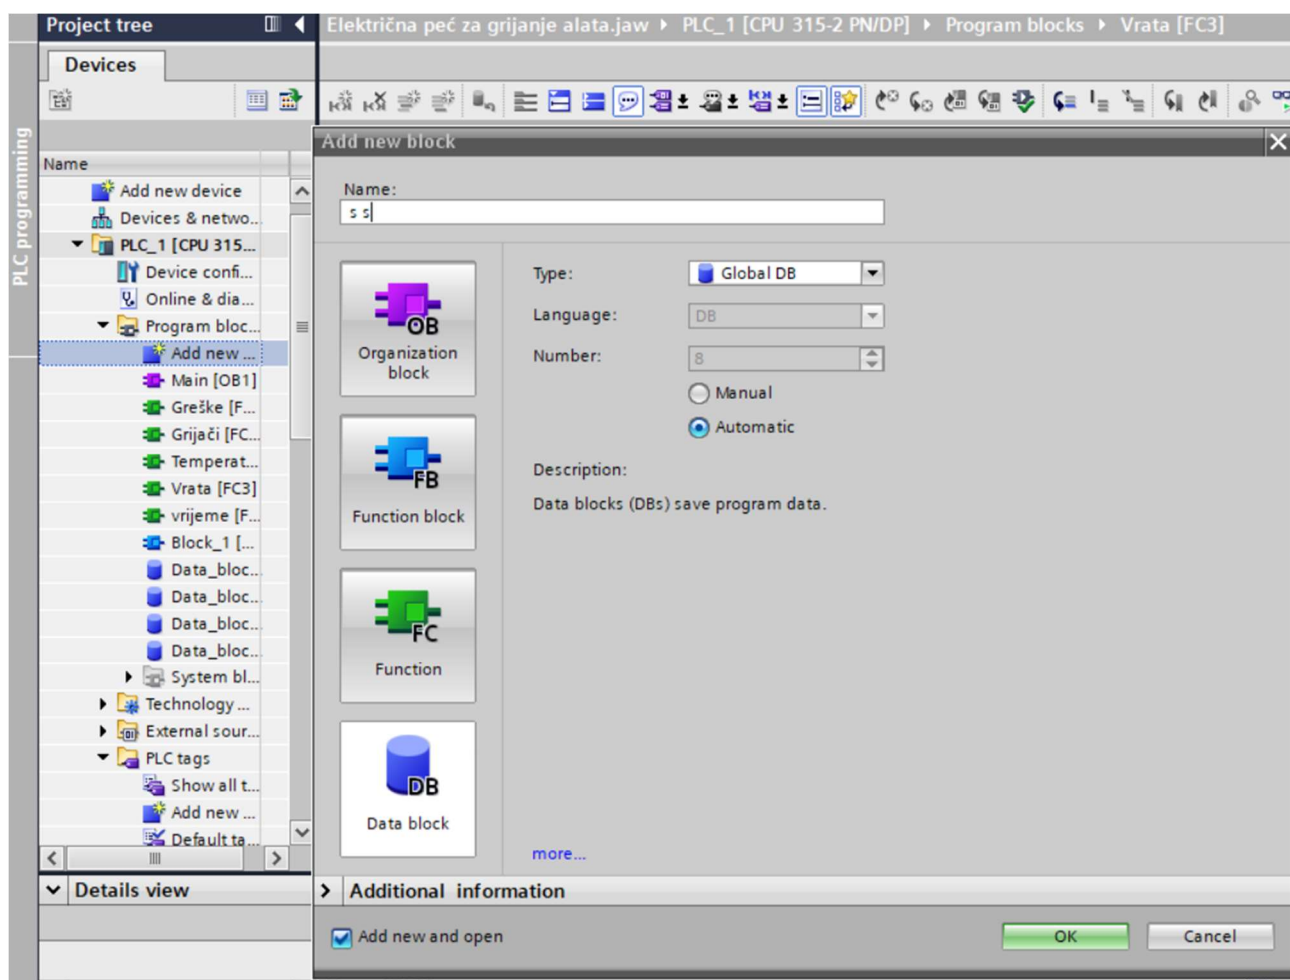 Project tree
Električna peć za grijanje alata.jaw ▸ PLC_1 [CPU 315-2 PN/DP] ▸ Program blocks ▸ Vrata [FC3]
Devices
PLC programming
Add new block
Name
Name:
s s
Add new device
Devices & netwo...
PLC_1 [CPU 315...
Device confi...
Online & dia...
Program bloc...
Add new ...
Main [OB1]
Greške [F...
Grijači [FC...
Temperat...
Vrata [FC3]
vrijeme [F...
Block_1 [...
Data_bloc...
Data_bloc...
Data_bloc...
Data_bloc...
System bl...
Technology ...
External sour...
PLC tags
Show all t...
Add new ...
Default ta...
Details view
OB
Organization
block
FB
Function block
FC
Function
DB
Data block
Type:
Global DB
Language:
DB
Number:
8
Manual
Automatic
Description:
Data blocks (DBs) save program data.
more...
Additional information
Add new and open
OK
Cancel